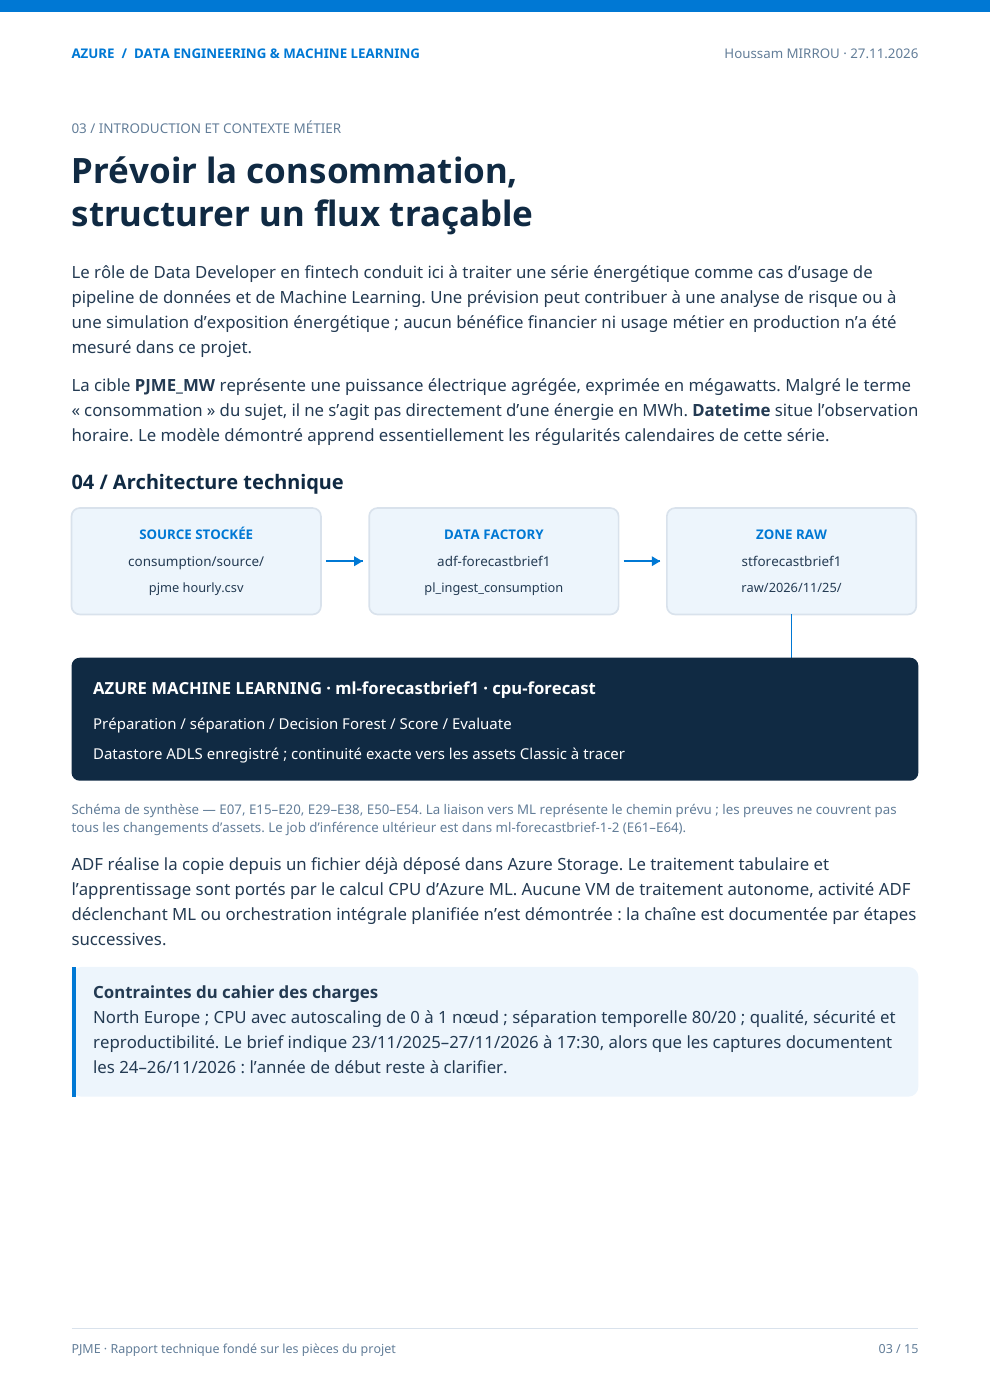 AZURE / DATA ENGINEERING & MACHINE LEARNING
Houssam MIRROU · 27.11.2026
03 / INTRODUCTION ET CONTEXTE MÉTIER
Prévoir la consommation,
structurer un flux traçable
Le rôle de Data Developer en fintech conduit ici à traiter une série énergétique comme cas d’usage de
pipeline de données et de Machine Learning. Une prévision peut contribuer à une analyse de risque ou à
une simulation d’exposition énergétique ; aucun bénéfice financier ni usage métier en production n’a été
mesuré dans ce projet.
La cible PJME_MW représente une puissance électrique agrégée, exprimée en mégawatts. Malgré le terme
« consommation » du sujet, il ne s’agit pas directement d’une énergie en MWh. Datetime situe l’observation
horaire. Le modèle démontré apprend essentiellement les régularités calendaires de cette série.
04 / Architecture technique
SOURCE STOCKÉE
consumption/source/
pjme hourly.csv
DATA FACTORY
adf-forecastbrief1
pl_ingest_consumption
ZONE RAW
stforecastbrief1
raw/2026/11/25/
AZURE MACHINE LEARNING · ml-forecastbrief1 · cpu-forecast
Préparation / séparation / Decision Forest / Score / Evaluate
Datastore ADLS enregistré ; continuité exacte vers les assets Classic à tracer
Schéma de synthèse — E07, E15–E20, E29–E38, E50–E54. La liaison vers ML représente le chemin prévu ; les preuves ne couvrent pas
tous les changements d’assets. Le job d’inférence ultérieur est dans ml-forecastbrief-1-2 (E61–E64).
ADF réalise la copie depuis un fichier déjà déposé dans Azure Storage. Le traitement tabulaire et
l’apprentissage sont portés par le calcul CPU d’Azure ML. Aucune VM de traitement autonome, activité ADF
déclenchant ML ou orchestration intégrale planifiée n’est démontrée : la chaîne est documentée par étapes
successives.
Contraintes du cahier des charges
North Europe ; CPU avec autoscaling de 0 à 1 nœud ; séparation temporelle 80/20 ; qualité, sécurité et
reproductibilité. Le brief indique 23/11/2025–27/11/2026 à 17:30, alors que les captures documentent
les 24–26/11/2026 : l’année de début reste à clarifier.
PJME · Rapport technique fondé sur les pièces du projet
03 / 15